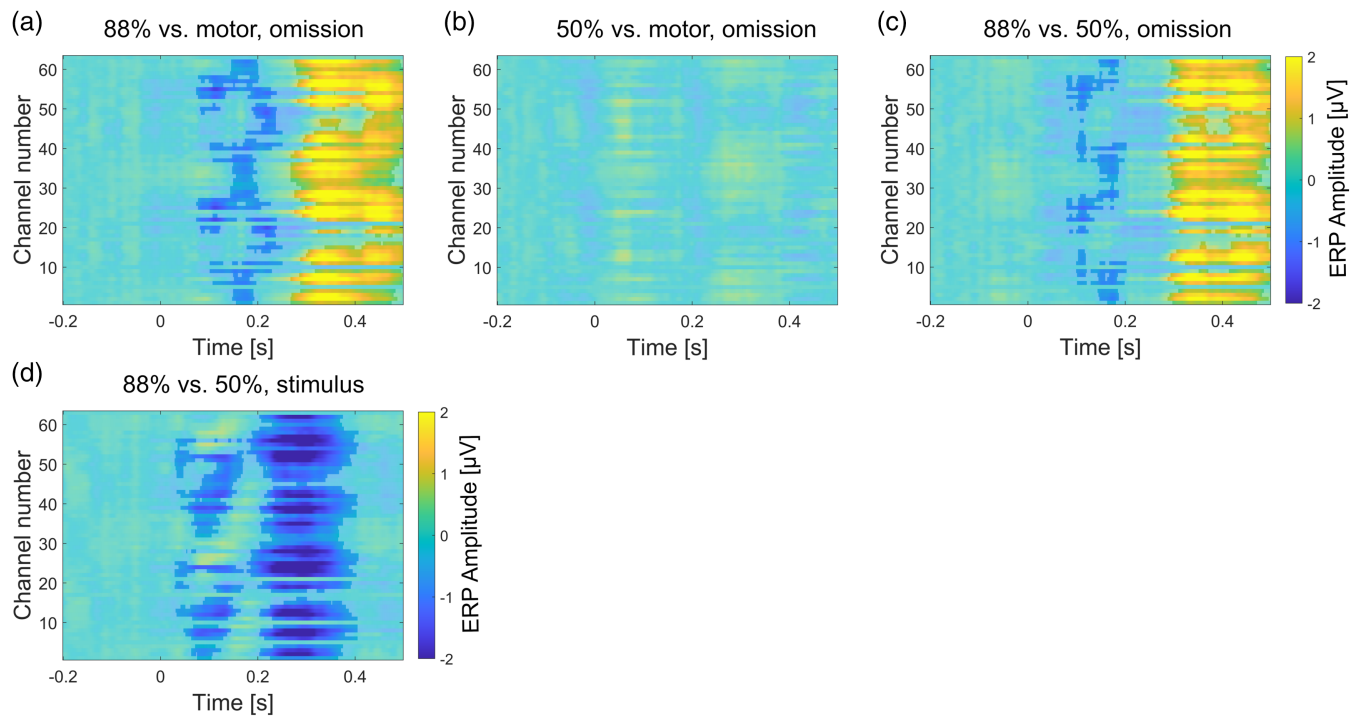 (a) 88% vs. motor, omission
60
50
40
30
20
10
Channel number
-0.2 0 0.2 0.4
Time [s]
(b) 50% vs. motor, omission
60
50
40
30
20
10
Channel number
-0.2 0 0.2 0.4
Time [s]
(c) 88% vs. 50%, omission
60
50
40
30
20
10
Channel number
-0.2 0 0.2 0.4
Time [s]
2
1
0
-1
-2
ERP Amplitude [μV]
(d) 88% vs. 50%, stimulus
60
50
40
30
20
10
Channel number
-0.2 0 0.2 0.4
Time [s]
2
1
0
-1
-2
ERP Amplitude [μV]